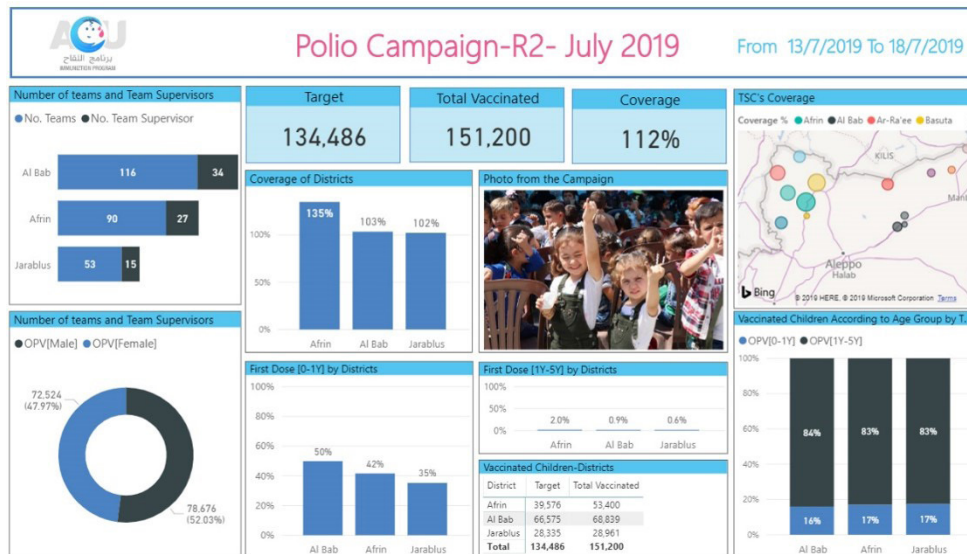 ACU
برنامج اللقاح
IMMUNIZATION PROGRAM
Polio Campaign-R2- July 2019
From 13/7/2019 To 18/7/2019
Number of teams and Team Supervisors
No. Teams No. Team Supervisor
Al Bab 116 34
Afrin 90 27
Jarablus 53 15
Target
134,486
Total Vaccinated
151,200
Coverage
112%
TSC's Coverage
Coverage % Afrin Al Bab Ar-Ra'ee Basuta
KILIS
Aleppo
Halab
Bing
© 2019 HERE, © 2019 Microsoft Corporation Terms
Coverage of Districts
135%
103%
102%
100%
50%
0%
Afrin Al Bab Jarablus
Photo from the Campaign
Number of teams and Team Supervisors
OPV[Male] OPV[Female]
72,524
(47.97%)
78,676
(52.03%)
First Dose [0-1Y] by Districts
100%
80%
60%
40%
20%
0%
50%
42%
35%
Al Bab Afrin Jarablus
First Dose [1Y-5Y] by Districts
100%
50%
0%
2.0%
0.9%
0.6%
Afrin Al Bab Jarablus
Vaccinated Children-Districts
District Target Total Vaccinated
Afrin 39,576 53,400
Al Bab 66,575 68,839
Jarablus 28,335 28,961
Total 134,486 151,200
Vaccinated Children According to Age Group by T...
OPV[0-1Y] OPV[1Y-5Y]
100%
80%
60%
40%
20%
0%
84%
83%
83%
16%
17%
17%
Al Bab Afrin Jarablus